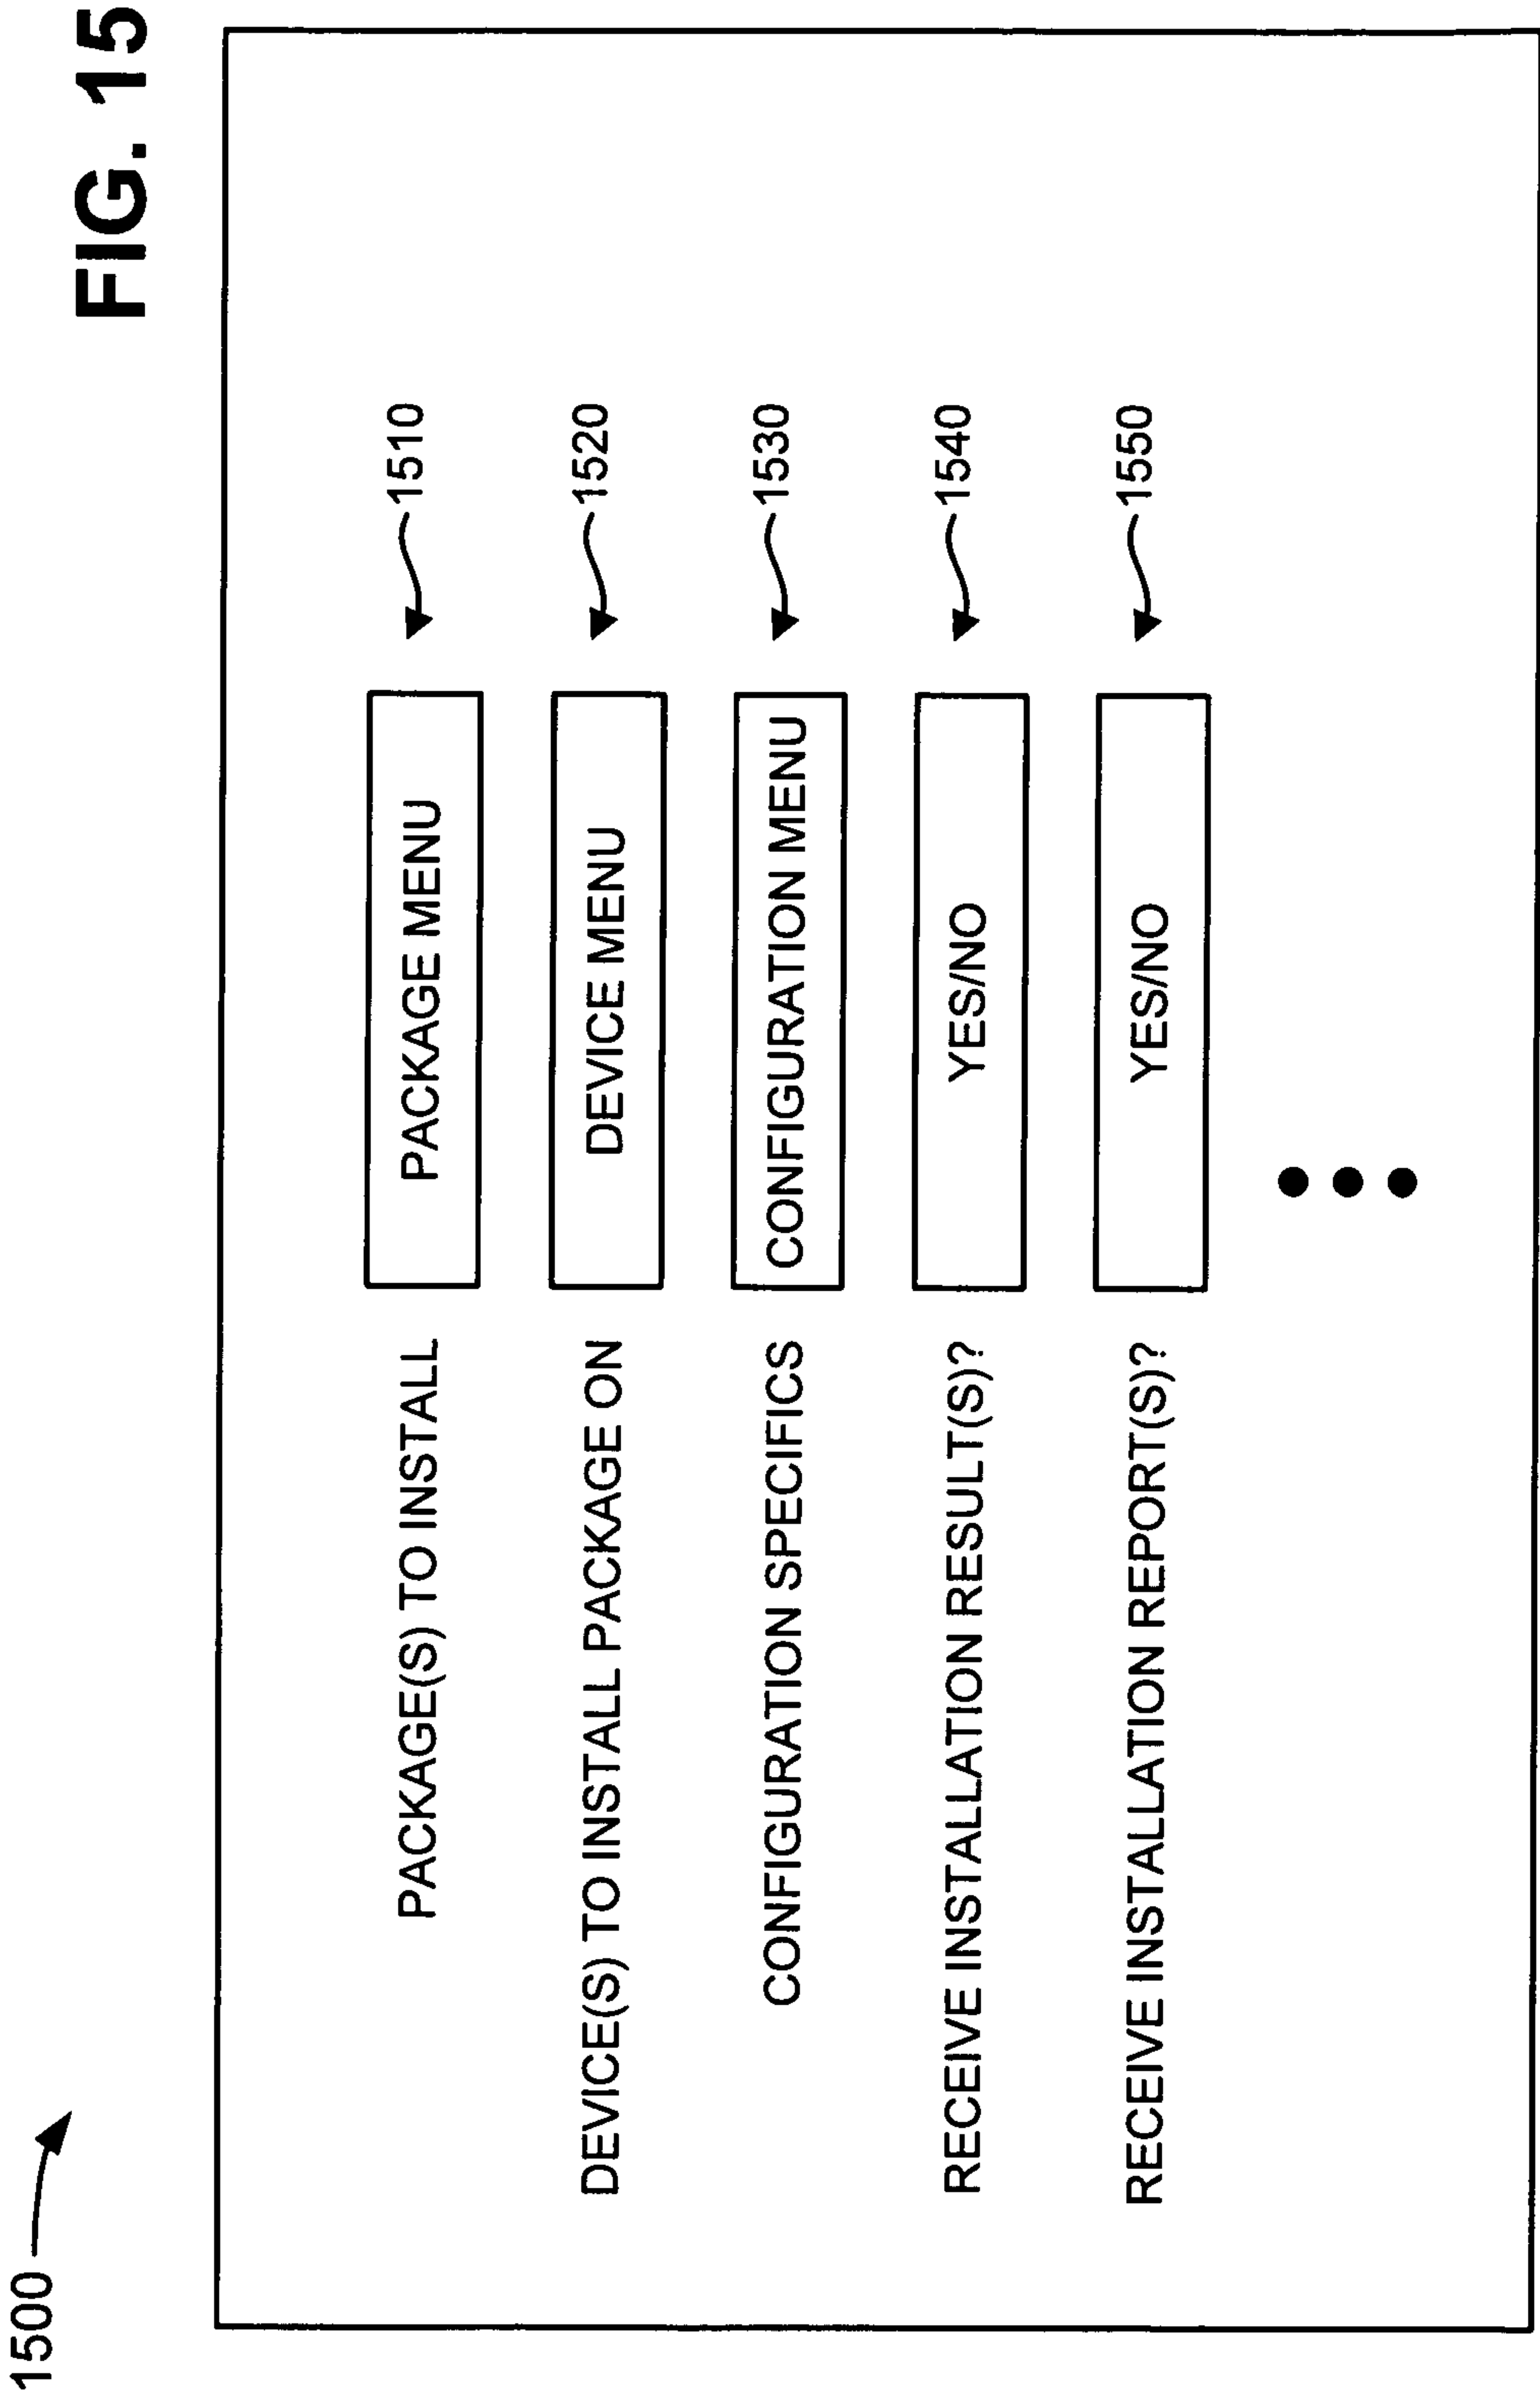 1500
FIG. 15
PACKAGE(S) TO INSTALL PACKAGE MENU 1510
DEVICE(S) TO INSTALL PACKAGE ON DEVICE MENU 1520
CONFIGURATION SPECIFICS CONFIGURATION MENU 1530
RECEIVE INSTALLATION RESULT(S)? YES/NO 1540
RECEIVE INSTALLATION REPORT(S)? YES/NO 1550